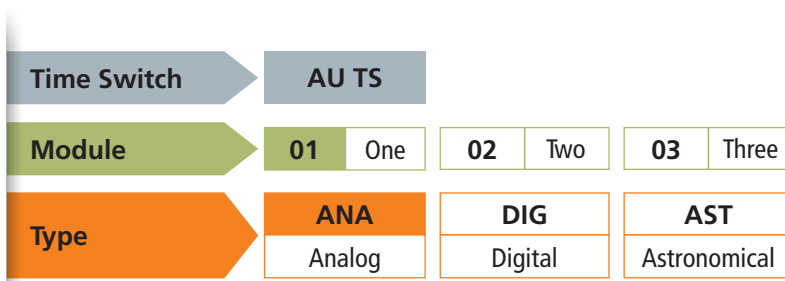 Time Switch AU TS
Module 01 One 02 Two 03 Three
Type ANA DIG AST
Analog Digital Astronomical